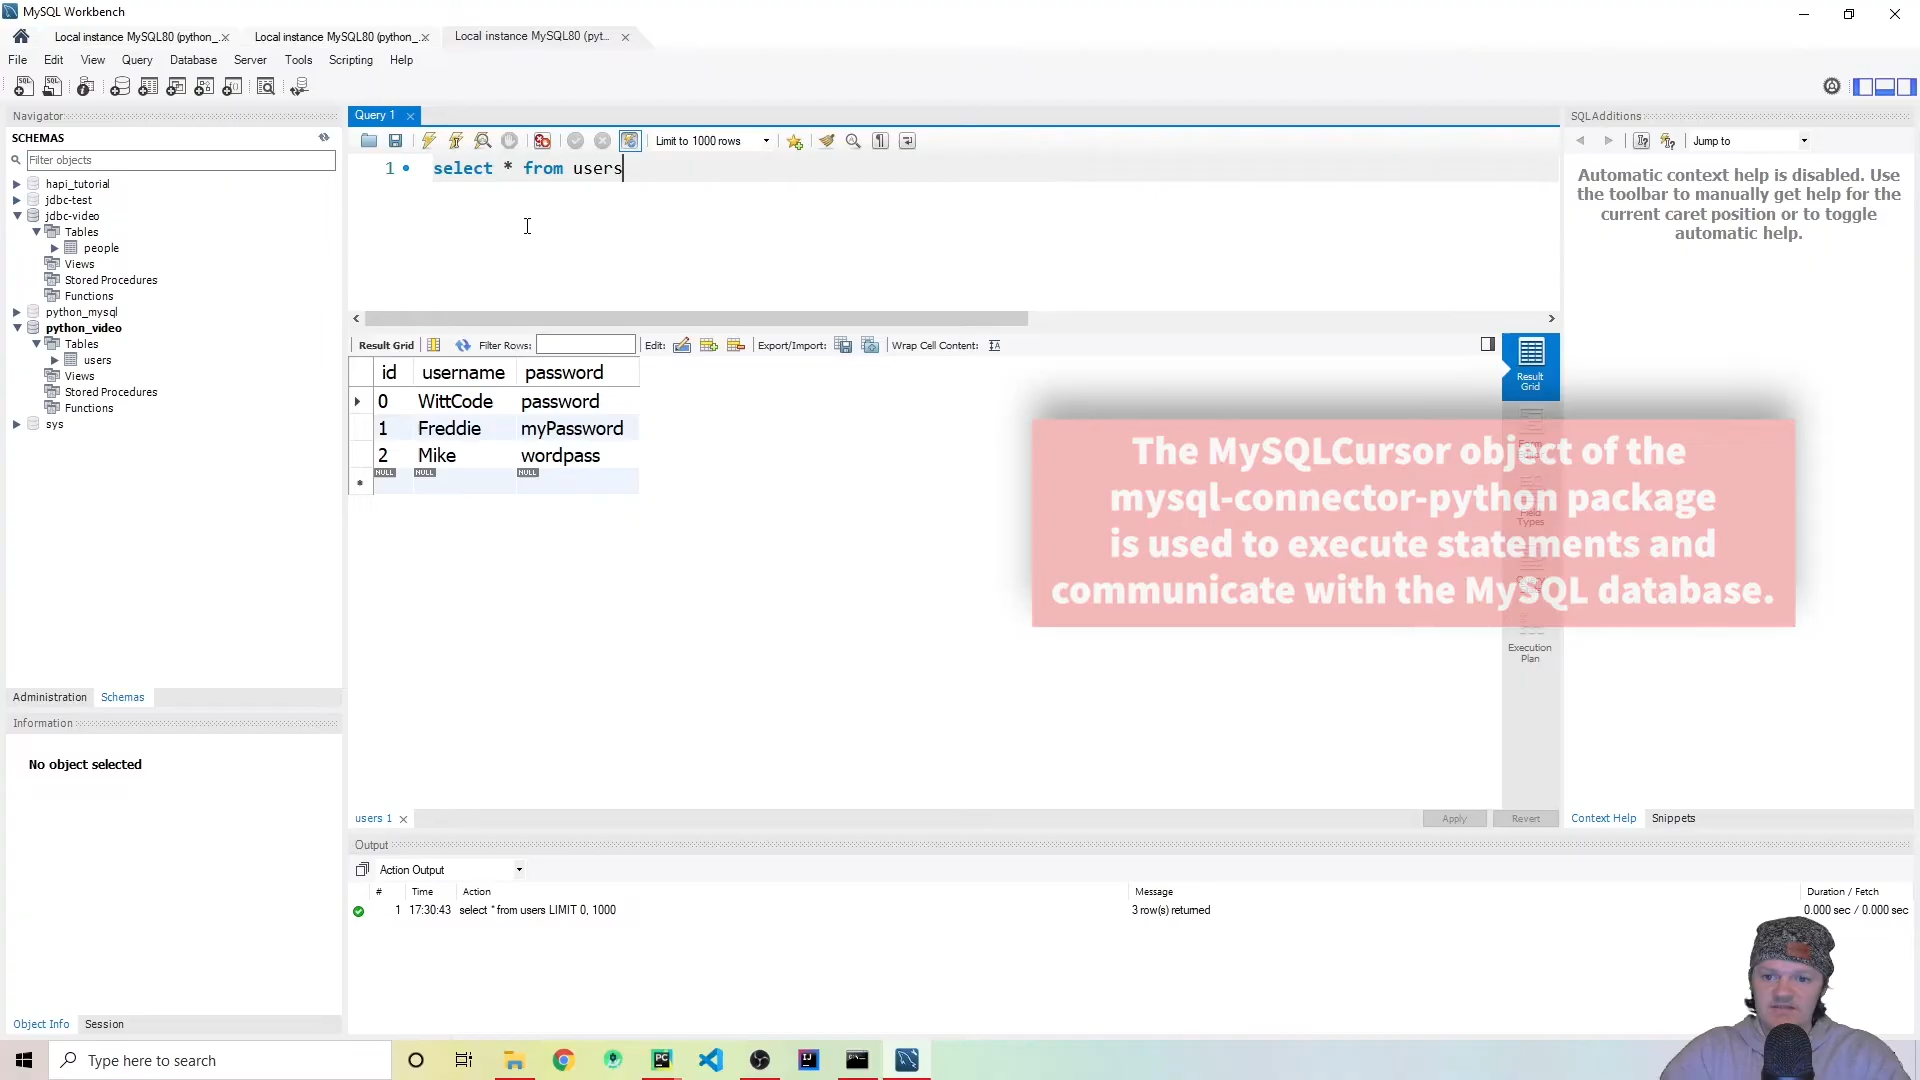 MySQL Workbench
Local instance MySQL80 (python_...
Local instance MySQL80 (python_...
Local instance MySQL80 (pyt...
File Edit View Query Database Server Tools Scripting Help
Navigator
SCHEMAS
Filter objects
hapi_tutorial
jdbc-test
jdbc-video
Tables
people
Views
Stored Procedures
Functions
python_mysql
python_video
Tables
users
Views
Stored Procedures
Functions
sys
Administration Schemas
Information
No object selected
Object Info Session
Query 1
Limit to 1000 rows
1 select * from users
Result Grid Filter Rows: Edit: Export/Import: Wrap Cell Content:
id username password
0 WittCode password
1 Freddie myPassword
2 Mike wordpass
NULL NULL NULL
Result
Grid
Field
Types
Execution
Plan
The MySQLCursor object of the
mysql-connector-python package
is used to execute statements and
communicate with the MySQL database.
users 1
Apply Revert
Output
Action Output
# Time Action Message Duration / Fetch
1 17:30:43 select * from users LIMIT 0, 1000 3 row(s) returned 0.000 sec / 0.000 sec
SQLAdditions
Jump to
Automatic context help is disabled. Use
the toolbar to manually get help for the
current caret position or to toggle
automatic help.
Context Help Snippets
Type here to search